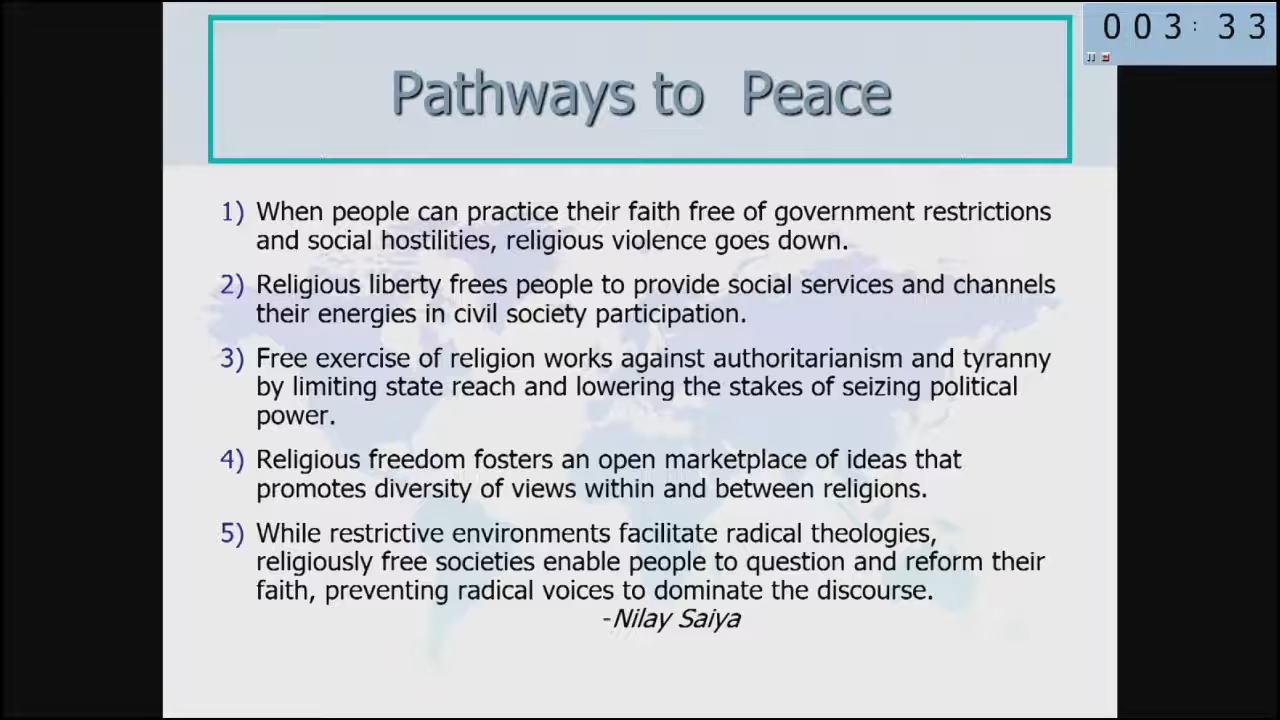 003:33
Pathways to Peace
1) When people can practice their faith free of government restrictions
and social hostilities, religious violence goes down.
2) Religious liberty frees people to provide social services and channels
their energies in civil society participation.
3) Free exercise of religion works against authoritarianism and tyranny
by limiting state reach and lowering the stakes of seizing political
power.
4) Religious freedom fosters an open marketplace of ideas that
promotes diversity of views within and between religions.
5) While restrictive environments facilitate radical theologies,
religiously free societies enable people to question and reform their
faith, preventing radical voices to dominate the discourse.
-Nilay Saiya